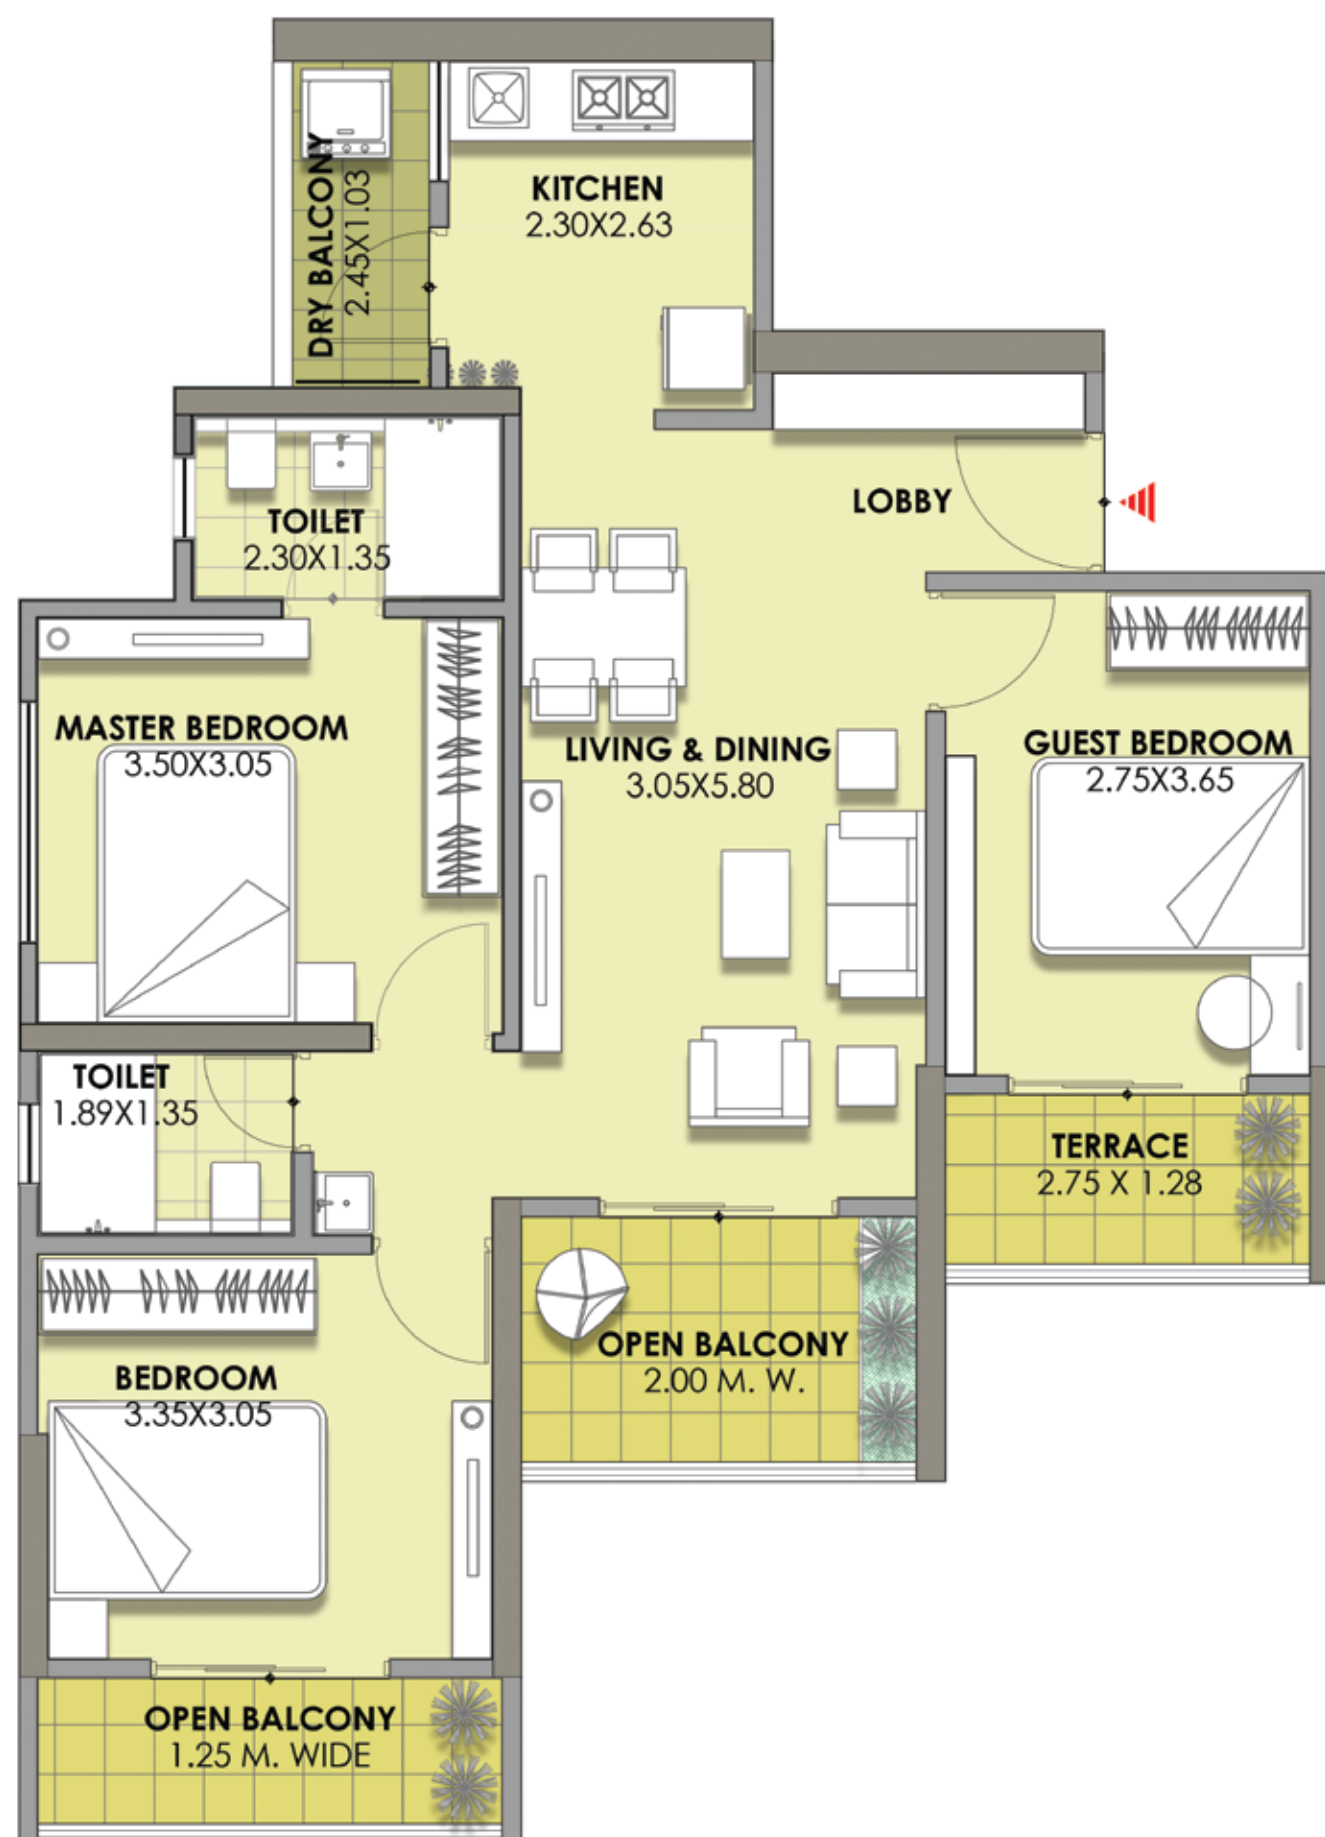 DRY BALCONY
2.45X1.03
KITCHEN
2.30X2.63
LOBBY
TOILET
2.30X1.35
MASTER BEDROOM
3.50X3.05
LIVING & DINING
3.05X5.80
GUEST BEDROOM
2.75X3.65
TOILET
1.89X1.35
TERRACE
2.75 X 1.28
OPEN BALCONY
2.00 M. W.
BEDROOM
3.35X3.05
OPEN BALCONY
1.25 M. WIDE